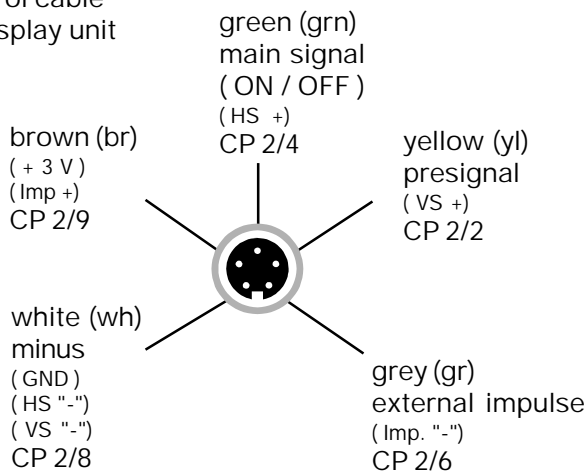 of cable
splay unit
green (grn)
main signal
( ON / OFF )
( HS +)
CP 2/4
brown (br)
( + 3 V )
( Imp +)
CP 2/9
yellow (yl)
presignal
( VS +)
CP 2/2
white (wh)
minus
( GND )
( HS "-")
( VS "-")
CP 2/8
grey (gr)
external impulse
( Imp. "-")
CP 2/6